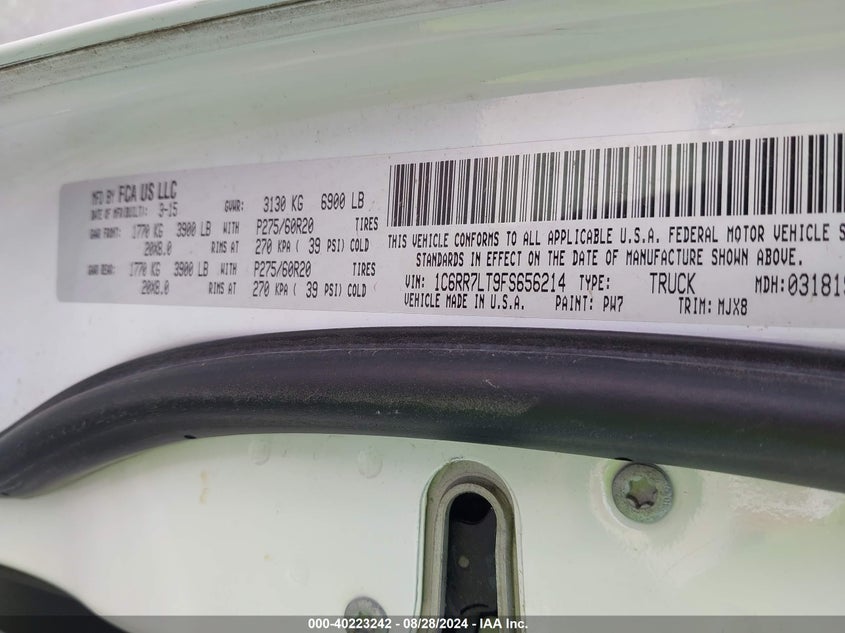 MFD BY FCA US LLC
DATE OF MFR(BUILT): 3-15 GVWR: 3130 KG 6900 LB
GAWR FRONT: 1770 KG 3900 LB WITH P275/60R20 TIRES
20X8.0 RIMS AT 270 KPA ( 39 PSI) COLD
GAWR REAR: 1770 KG 3900 LB WITH P275/60R20 TIRES
20X8.0 RIMS AT 270 KPA ( 39 PSI) COLD
THIS VEHICLE CONFORMS TO ALL APPLICABLE U.S.A. FEDERAL MOTOR VEHICLE S
STANDARDS IN EFFECT ON THE DATE OF MANUFACTURE SHOWN ABOVE.
VIN: 1C6RR7LT9FS656214 TYPE: TRUCK MDH:03181
VEHICLE MADE IN U.S.A. PAINT: PW7 TRIM: MJX8
000-40223242 - 08/28/2024 - IAA Inc.